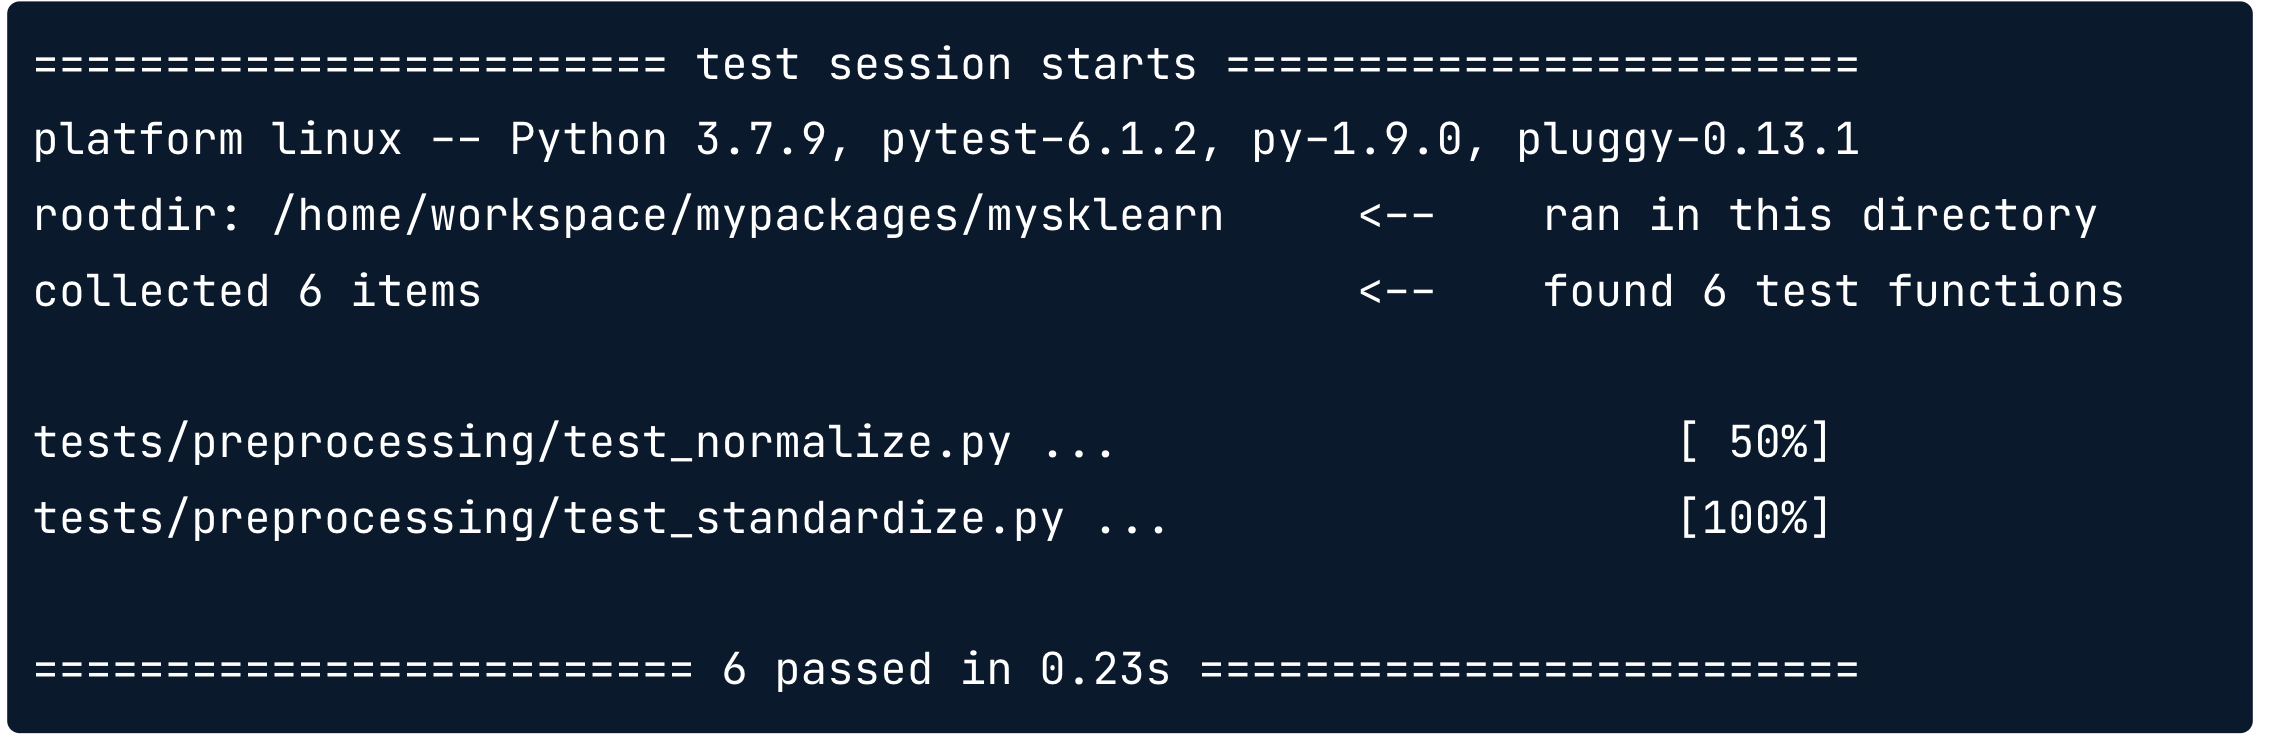 ======================== test session starts ========================
platform linux -- Python 3.7.9, pytest-6.1.2, py-1.9.0, pluggy-0.13.1
rootdir: /home/workspace/mypackages/mysklearn     <--    ran in this directory
collected 6 items                                 <--    found 6 test functions
tests/preprocessing/test_normalize.py ...                     [ 50%]
tests/preprocessing/test_standardize.py ...                   [100%]
========================= 6 passed in 0.23s =========================